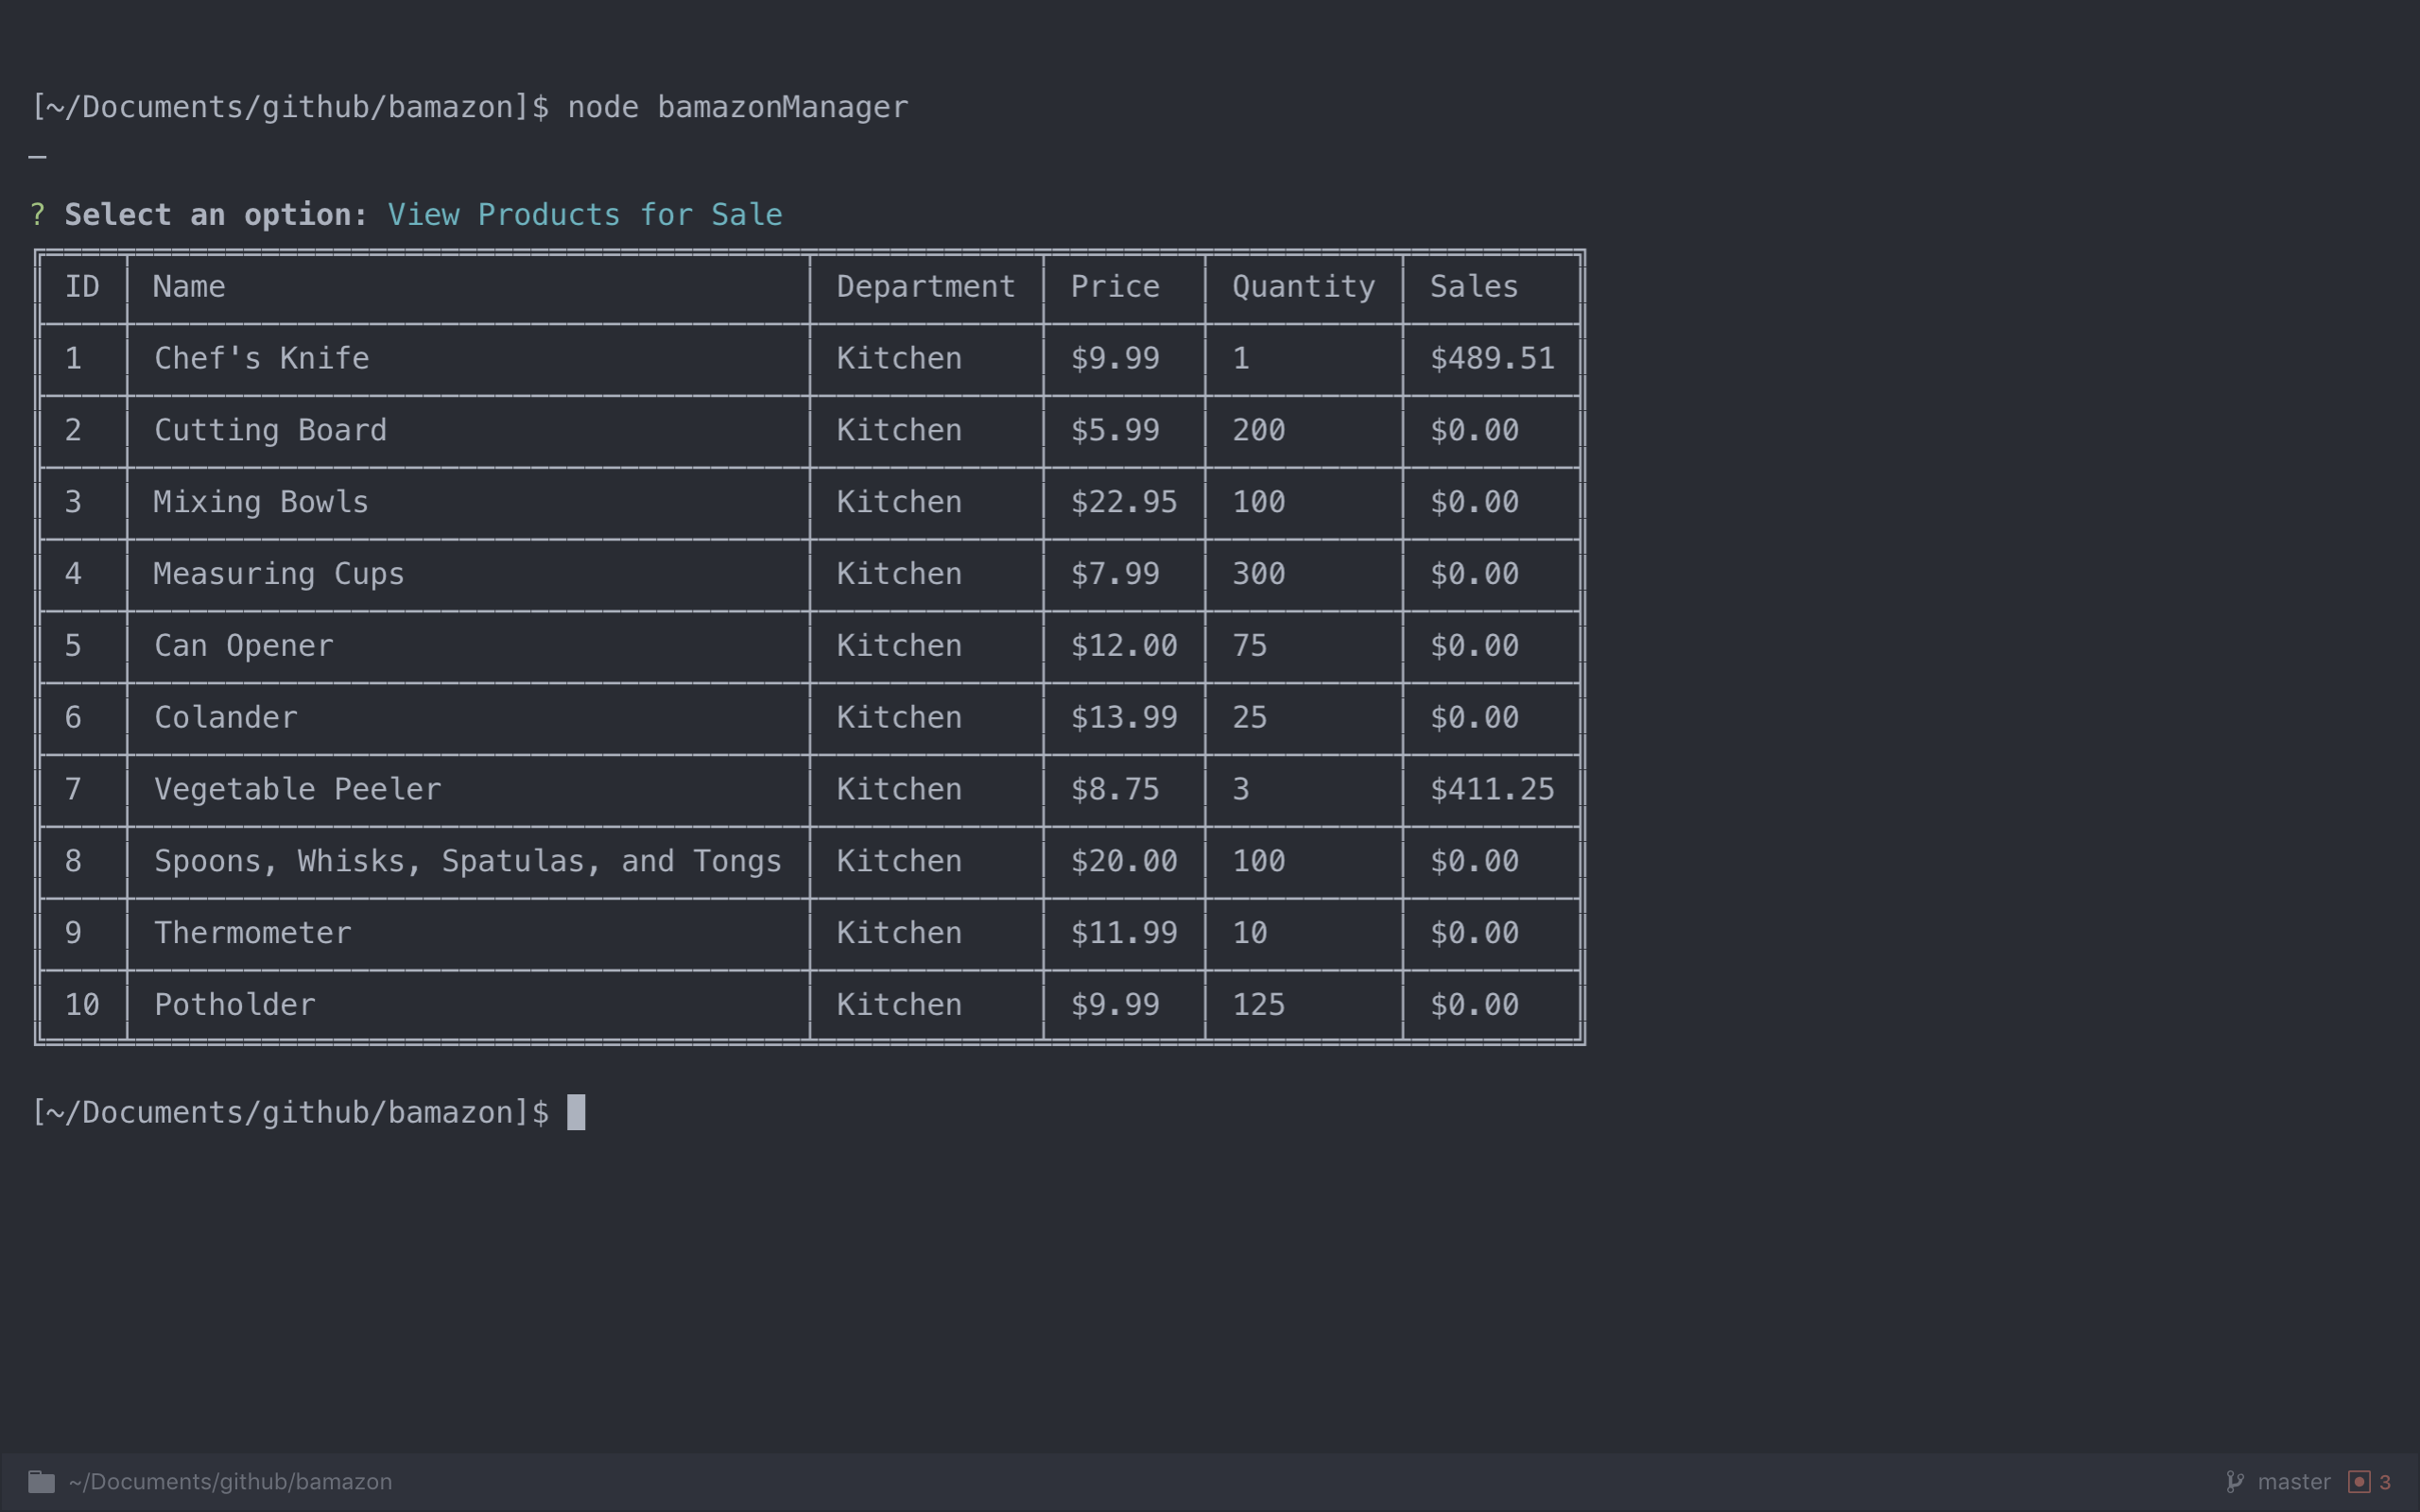 [~/Documents/github/bamazon]$ node bamazonManager
_
? Select an option: View Products for Sale
ID Name Department Price Quantity Sales
1 Chef's Knife Kitchen $9.99 1 $489.51
2 Cutting Board Kitchen $5.99 200 $0.00
3 Mixing Bowls Kitchen $22.95 100 $0.00
4 Measuring Cups Kitchen $7.99 300 $0.00
5 Can Opener Kitchen $12.00 75 $0.00
6 Colander Kitchen $13.99 25 $0.00
7 Vegetable Peeler Kitchen $8.75 3 $411.25
8 Spoons, Whisks, Spatulas, and Tongs Kitchen $20.00 100 $0.00
9 Thermometer Kitchen $11.99 10 $0.00
10 Potholder Kitchen $9.99 125 $0.00
[~/Documents/github/bamazon]$
~/Documents/github/bamazon master 3